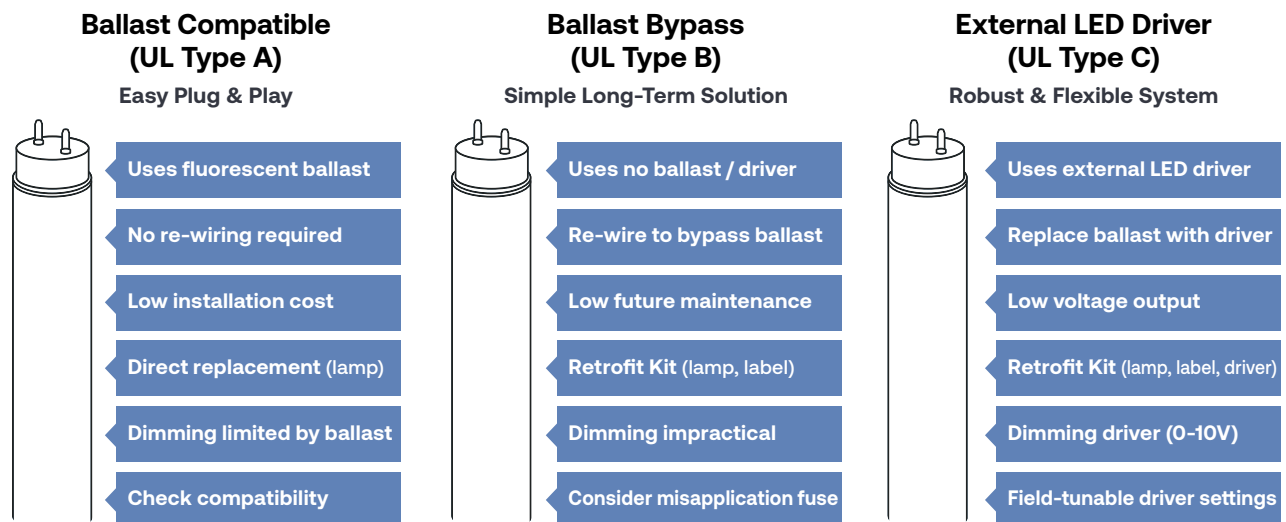 Ballast Compatible
(UL Type A)
Easy Plug & Play
Uses fluorescent ballast
No re-wiring required
Low installation cost
Direct replacement (lamp)
Dimming limited by ballast
Check compatibility
Ballast Bypass
(UL Type B)
Simple Long-Term Solution
Uses no ballast / driver
Re-wire to bypass ballast
Low future maintenance
Retrofit Kit (lamp, label)
Dimming impractical
Consider misapplication fuse
External LED Driver
(UL Type C)
Robust & Flexible System
Uses external LED driver
Replace ballast with driver
Low voltage output
Retrofit Kit (lamp, label, driver)
Dimming driver (0-10V)
Field-tunable driver settings